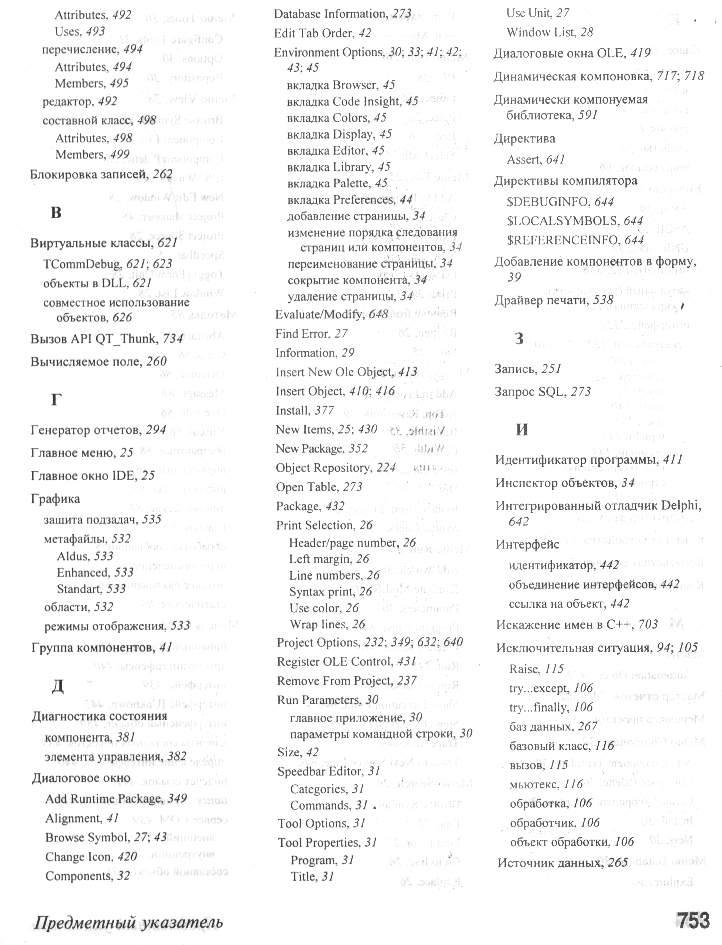 Attributes, 492
Uses, 493
перечисление, 494
Attributes, 494
Members, 495
редактор, 492
составной класс, 498
Attributes, 498
Members, 499
Блокировка записей, 262
В
Виртуальные классы, 621
TCommDebug, 621; 623
объекты в DLL, 621
совместное использование
объектов, 626
Вызов API QT_Thunk, 734
Вычисляемое поле, 260
Г
Генератор отчетов, 294
Главное меню, 25
Главное окно IDE, 25
Графика
защита подзадач, 535
метафайлы, 532
Aldus, 533
Enhanced, 533
Standart, 533
области, 532
режимы отображения, 533
Группа компонентов, 41
Д
Диагностика состояния
компонента, 381
элемента управления, 382
Диалоговое окно
Add Runtime Package, 349
Alignment, 41
Browse Symbol, 27; 43
Change Icon, 420
Components, 32
Database Information, 273
Edit Tab Order, 42
Environment Options, 30; 33; 41; 42;
43; 45
вкладка Browser, 45
вкладка Code Insight, 45
вкладка Colors, 45
вкладка Display, 45
вкладка Editor, 45
вкладка Library, 45
вкладка Palette, 45
вкладка Preferences, 44
добавление страницы, 34
изменение порядка следования
страниц или компонентов, 34
переименование страницы, 34
сокрытие компонента, 34
удаление страницы, 34
Evaluate/Modify, 648
Find Error, 27
Information, 29
Insert New Ole Object, 413
Insert Object, 410; 416
Install, 377
New Items, 25; 430
New Package, 352
Object Repository, 224
Open Table, 273
Package, 432
Print Selection, 26
Header/page number, 26
Left margin, 26
Line numbers, 26
Syntax print, 26
Use color, 26
Wrap lines, 26
Project Options, 232; 349; 632; 640
Register OLE Control, 431
Remove From Project, 237
Run Parameters, 30
главное приложение, 30
параметры командной строки, 30
Size, 42
Speedbar Editor, 31
Categories, 31
Commands, 31
Tool Options, 31
Tool Properties, 31
Program, 31
Title, 31
Use Unit, 27
Window List, 28
Диалоговые окна OLE, 419
Динамическая компоновка, 717; 718
Динамически компонуемая
библиотека, 591
Директива
Assert, 641
Директивы компилятора
$DEBUGINFO, 644
$LOCALSYMBOLS, 644
$REFERENCEINFO, 644
Добавление компонентов в форму,
39
Драйвер печати, 538
З
Запись, 251
Запрос SQL, 273
И
Идентификатор программы, 411
Инспектор объектов, 34
Интегрированный отладчик Delphi,
642
Интерфейс
идентификатор, 442
объединение интерфейсов, 442
ссылка на объект, 442
Искажение имен в C++, 703
Исключительная ситуация, 94; 105
Raise, 115
try...except, 106
try...finally, 106
баз данных, 267
базовый класс, 116
вызов, 115
мьютекс, 116
обработка, 106
обработчик, 106
объект обработки, 106
Источник данных, 265
Предметный указатель
753